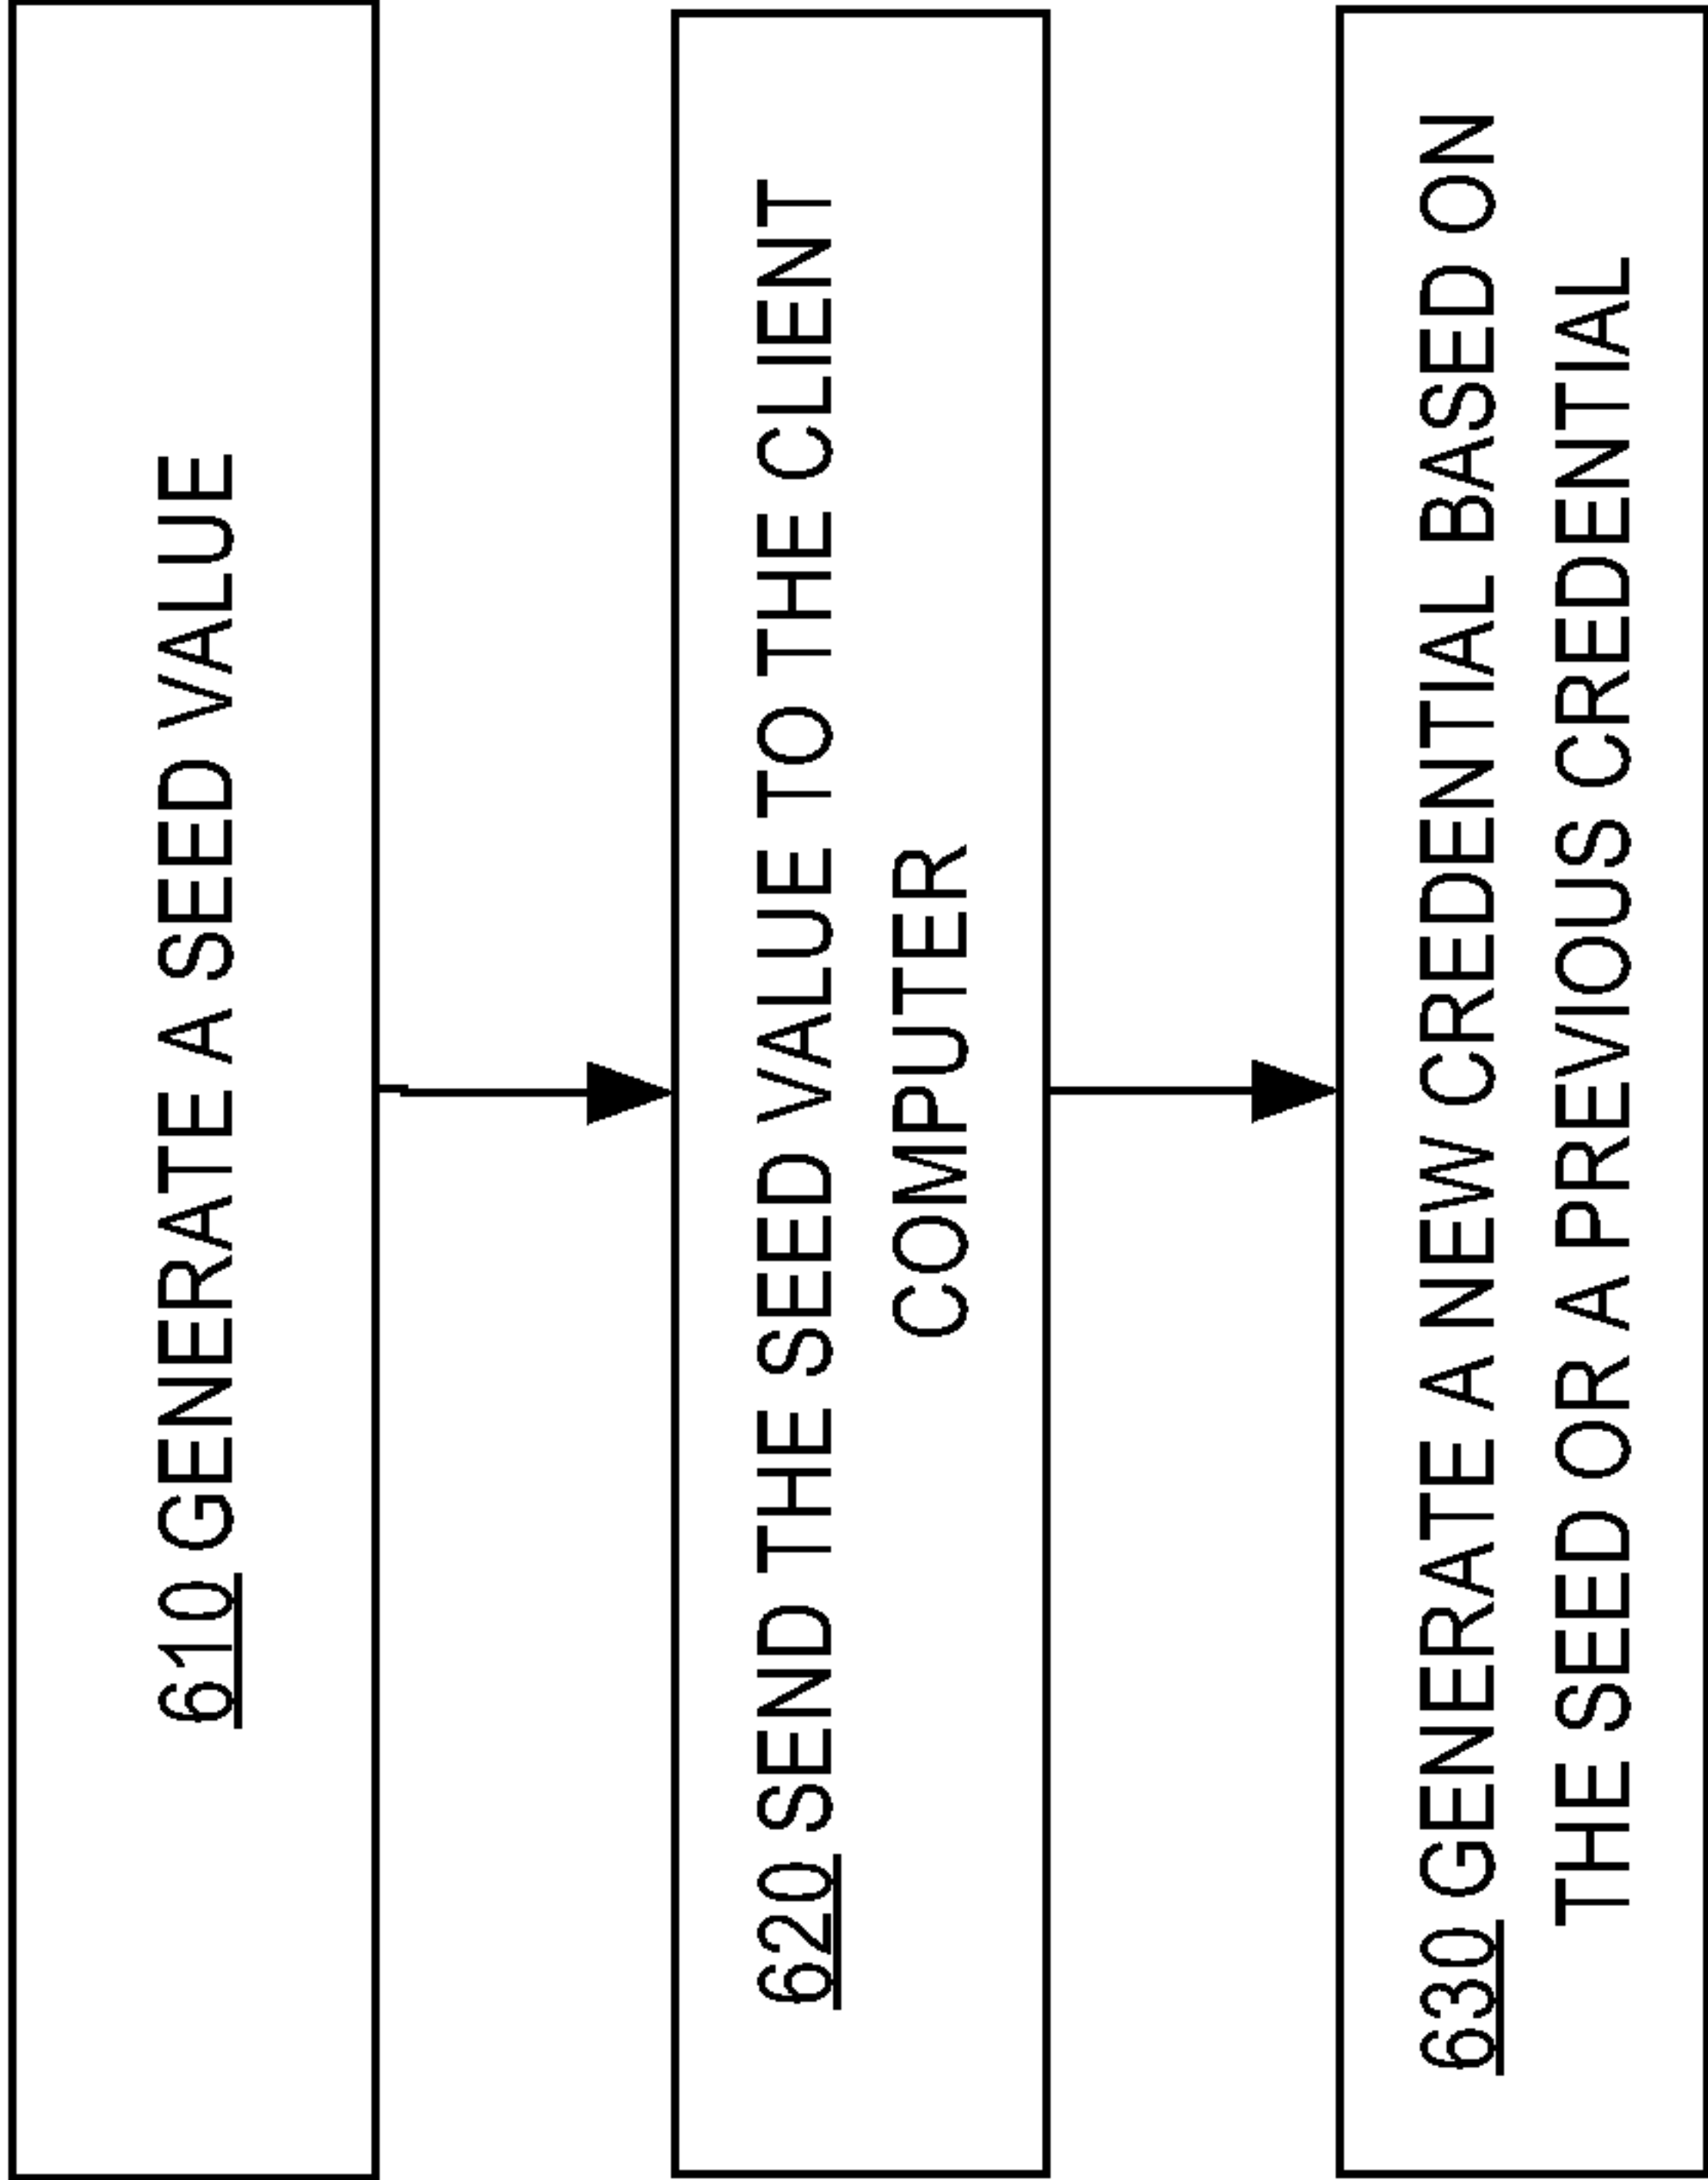 610 GENERATE A SEED VALUE
620 SEND THE SEED VALUE TO THE CLIENT
COMPUTER
630 GENERATE A NEW CREDENTIAL BASED ON
THE SEED OR A PREVIOUS CREDENTIAL